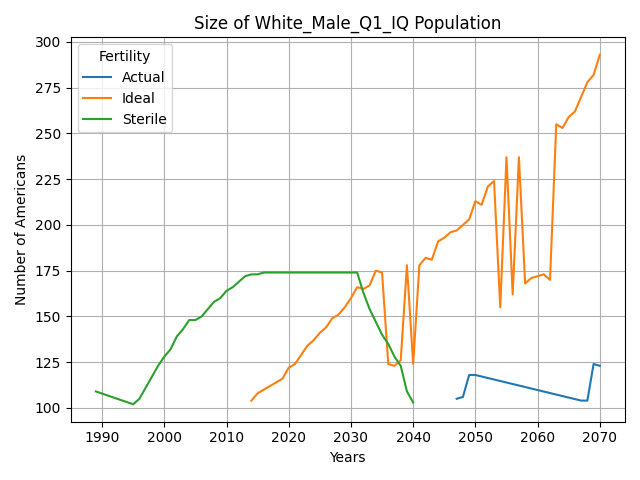 Size of White_Male_Q1_IQ Population
Number of Americans
300
275
250
225
200
175
150
125
100
Fertility
Actual
Ideal
Sterile
1990 2000 2010 2020 2030 2040 2050 2060 2070
Years